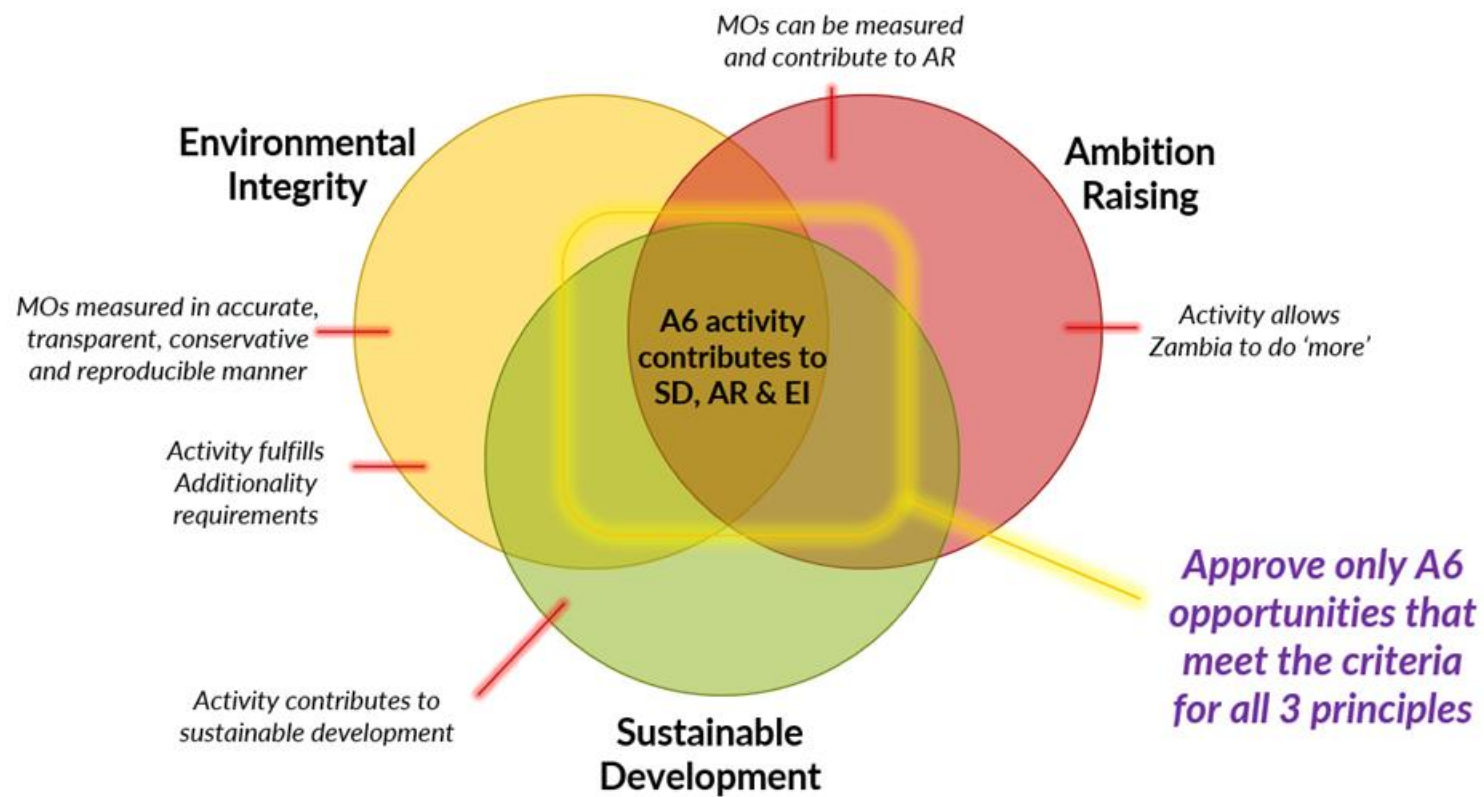 MOs can be measured
and contribute to AR
Environmental
Integrity
Ambition
Raising
MOs measured in accurate,
transparent, conservative
and reproducible manner
A6 activity
contributes to
SD, AR & EI
Activity allows
Zambia to do ‘more’
Activity fulfills
Additionality
requirements
Approve only A6
opportunities that
meet the criteria
for all 3 principles
Activity contributes to
sustainable development
Sustainable
Development